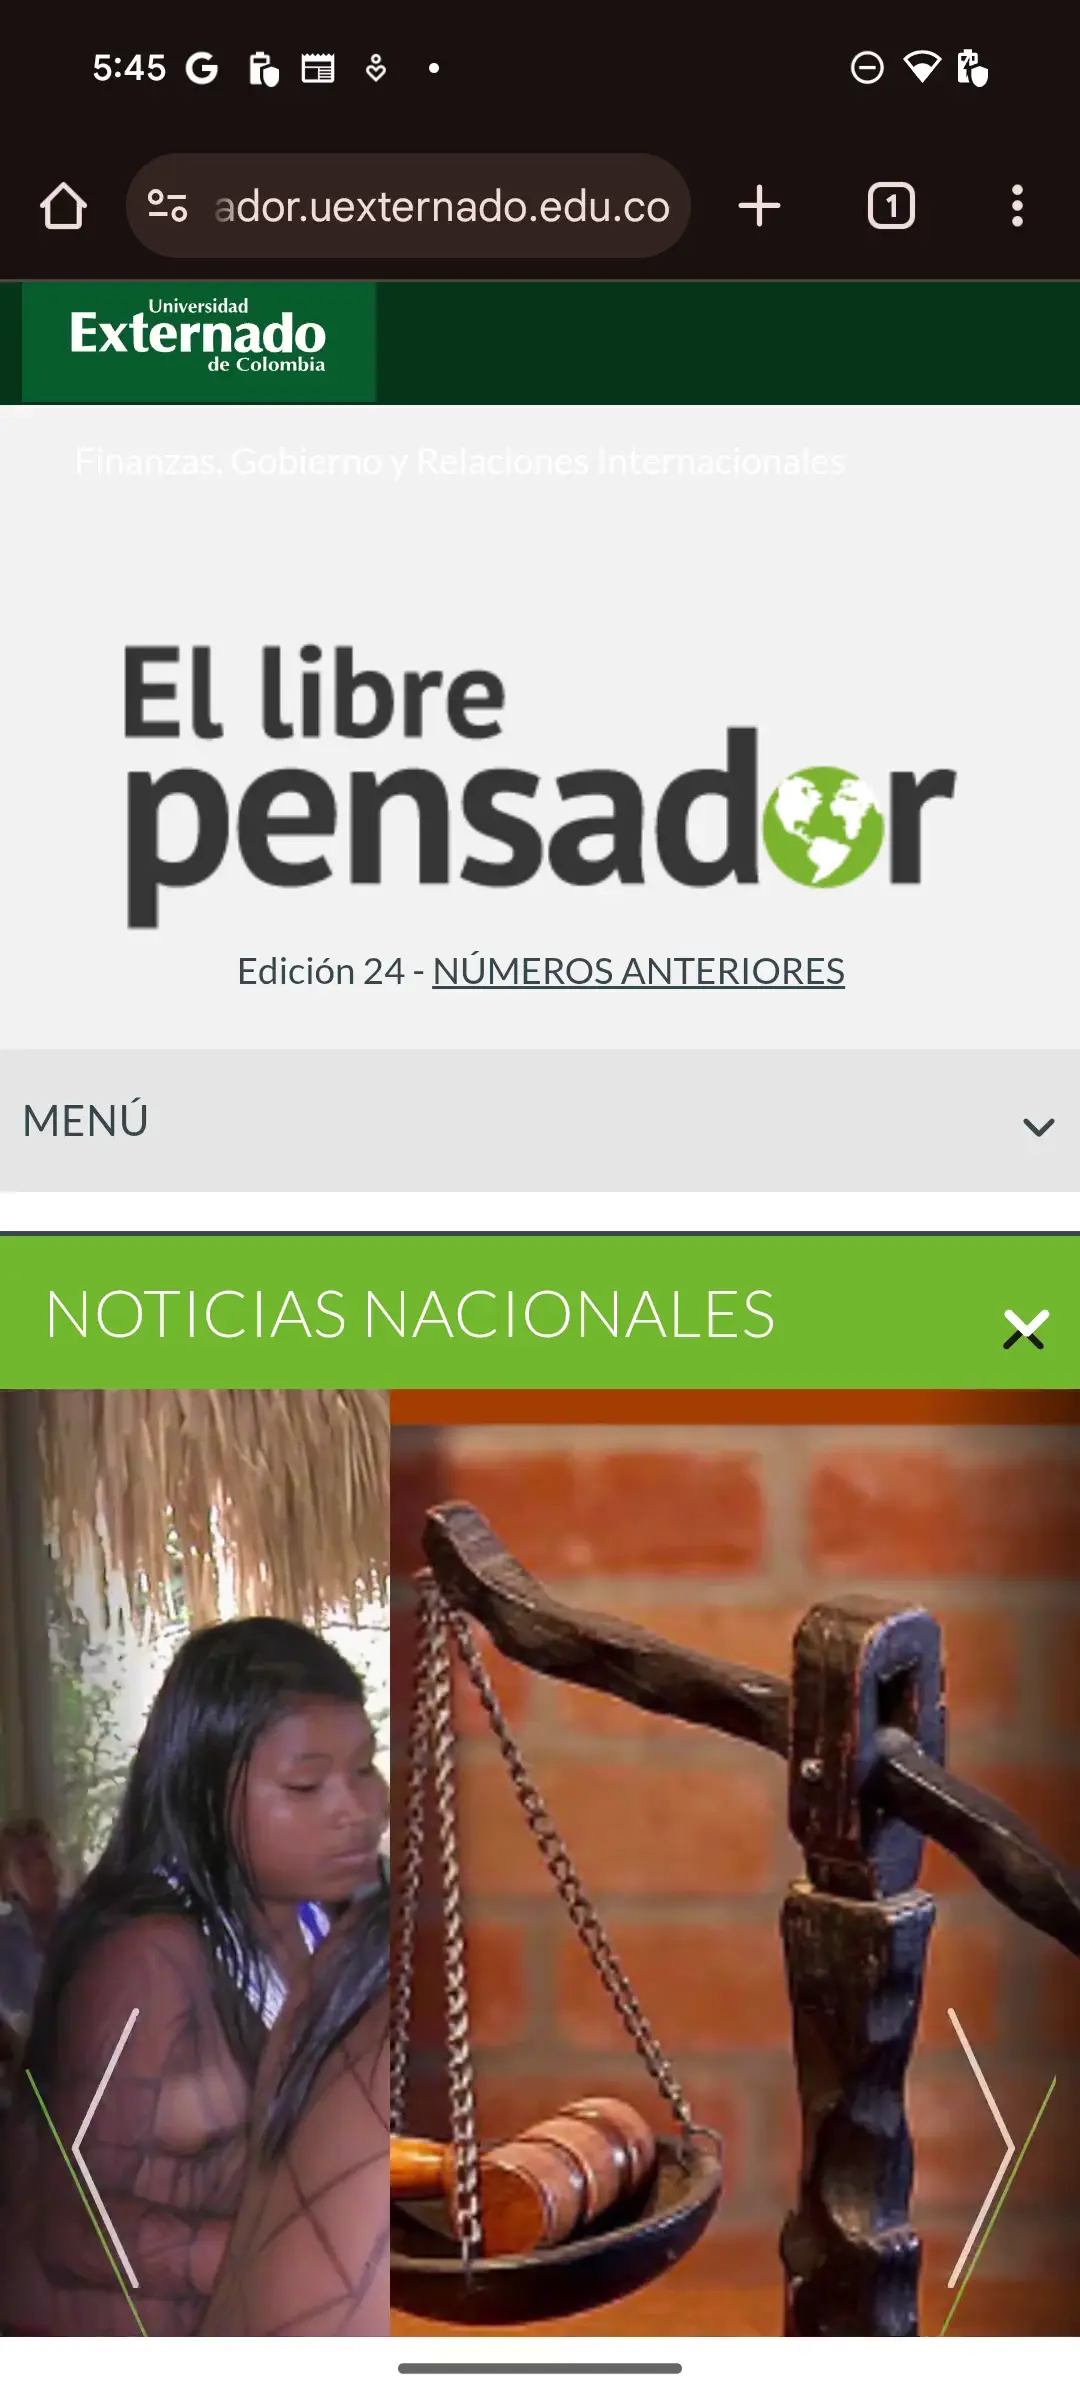 5:45
ador.uexternado.edu.co
1
Universidad
Externado
de Colombia
Finanzas, Gobierno y Relaciones Internacionales
El libre
pensador
Edición 24 - NÚMEROS ANTERIORES
MENÚ
NOTICIAS NACIONALES